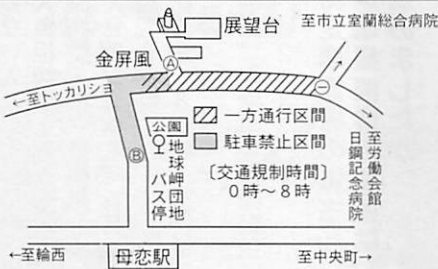 展望台
至市立室蘭総合病院
金屏風
Ⓐ
←至トッカリショ
一方通行区間
公園
駐車禁止区間
Ⓑ
地球岬団地
バス停
〔交通規制時間〕
0時〜8時
至労働会館
日鋼記念病院
←至輪西
母恋駅
至中央町→